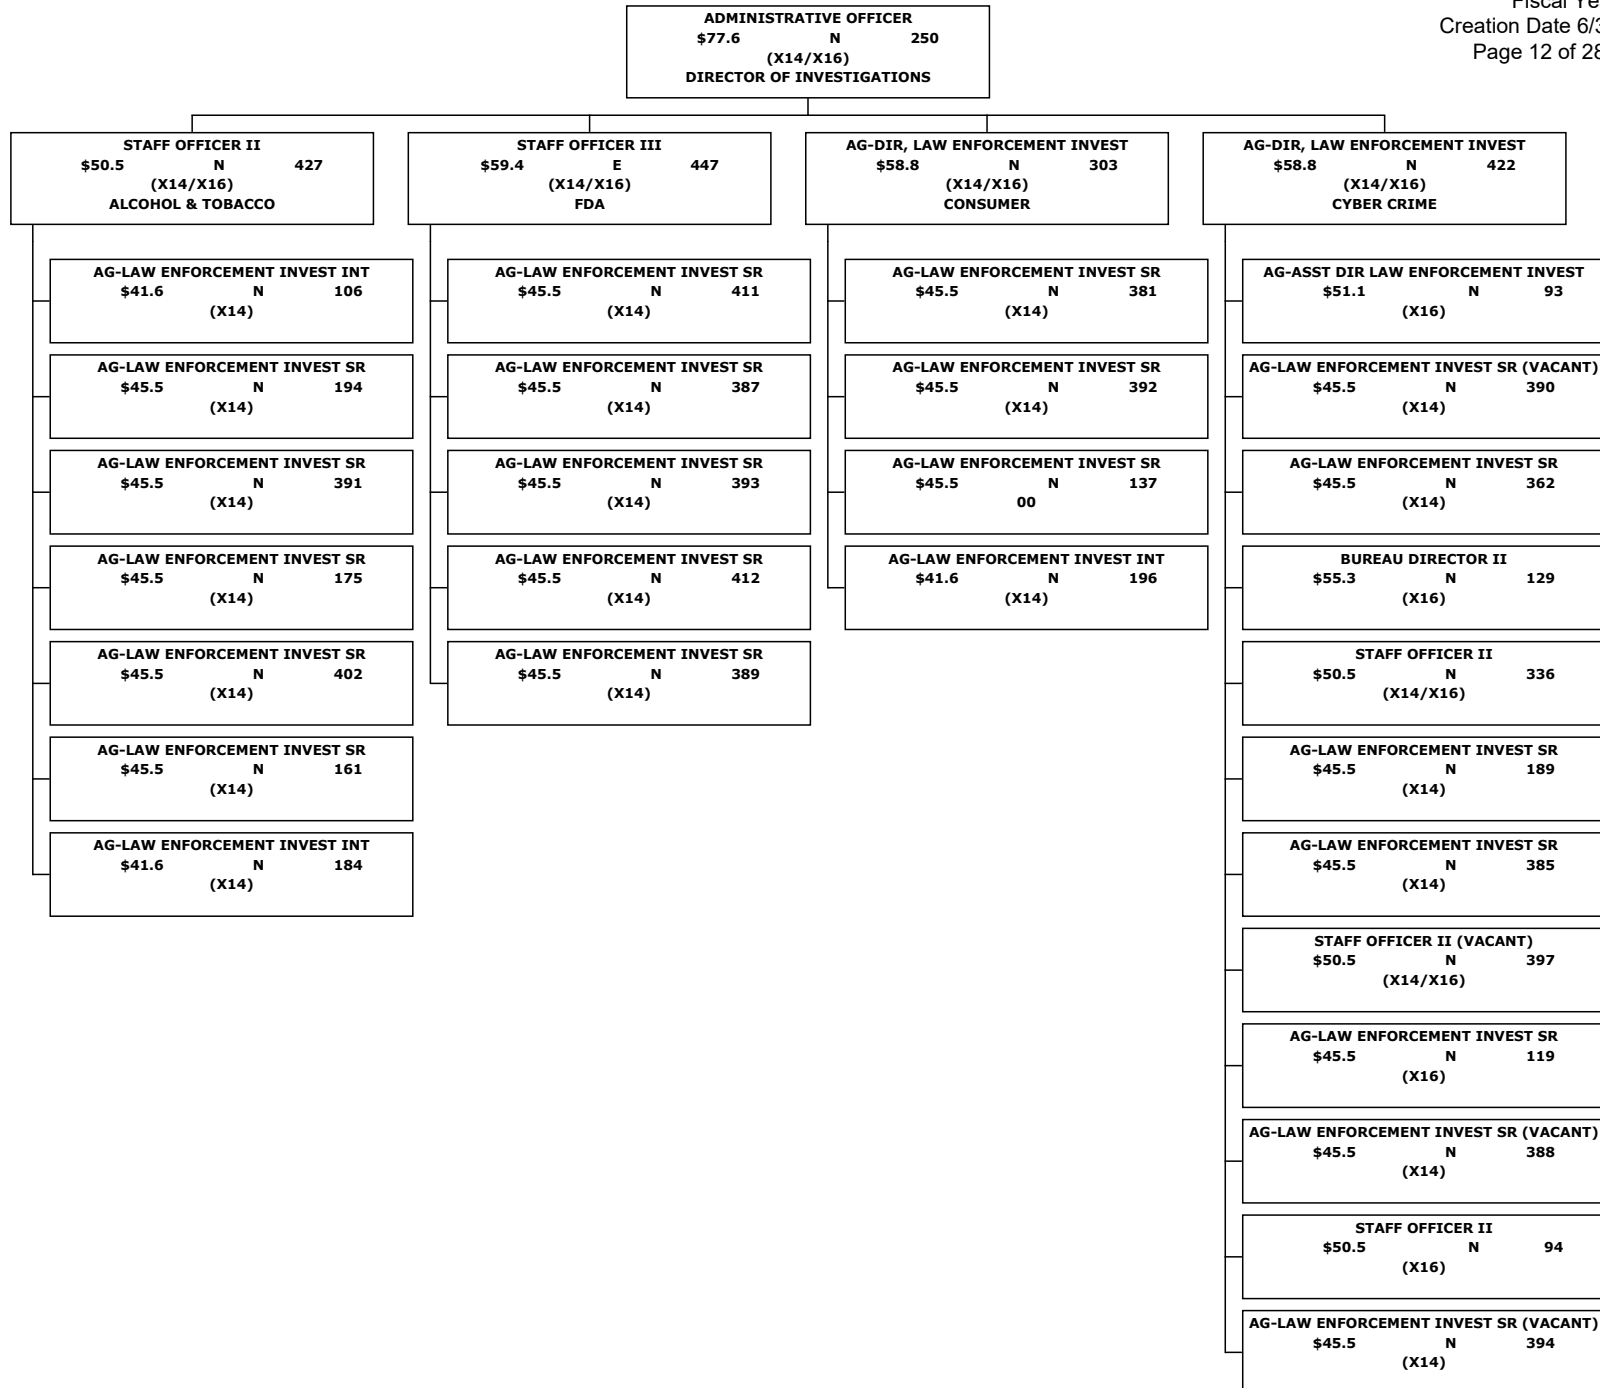 Fiscal Ye
Creation Date 6/3
Page 12 of 28
ADMINISTRATIVE OFFICER
$77.6 N 250
(X14/X16)
DIRECTOR OF INVESTIGATIONS
STAFF OFFICER II
$50.5 N 427
(X14/X16)
ALCOHOL & TOBACCO
AG-LAW ENFORCEMENT INVEST INT
$41.6 N 106
(X14)
AG-LAW ENFORCEMENT INVEST SR
$45.5 N 194
(X14)
AG-LAW ENFORCEMENT INVEST SR
$45.5 N 391
(X14)
AG-LAW ENFORCEMENT INVEST SR
$45.5 N 175
(X14)
AG-LAW ENFORCEMENT INVEST SR
$45.5 N 402
(X14)
AG-LAW ENFORCEMENT INVEST SR
$45.5 N 161
(X14)
AG-LAW ENFORCEMENT INVEST INT
$41.6 N 184
(X14)
STAFF OFFICER III
$59.4 E 447
(X14/X16)
FDA
AG-LAW ENFORCEMENT INVEST SR
$45.5 N 411
(X14)
AG-LAW ENFORCEMENT INVEST SR
$45.5 N 387
(X14)
AG-LAW ENFORCEMENT INVEST SR
$45.5 N 393
(X14)
AG-LAW ENFORCEMENT INVEST SR
$45.5 N 412
(X14)
AG-LAW ENFORCEMENT INVEST SR
$45.5 N 389
(X14)
AG-DIR, LAW ENFORCEMENT INVEST
$58.8 N 303
(X14/X16)
CONSUMER
AG-LAW ENFORCEMENT INVEST SR
$45.5 N 381
(X14)
AG-LAW ENFORCEMENT INVEST SR
$45.5 N 392
(X14)
AG-LAW ENFORCEMENT INVEST SR
$45.5 N 137
00
AG-LAW ENFORCEMENT INVEST INT
$41.6 N 196
(X14)
AG-DIR, LAW ENFORCEMENT INVEST
$58.8 N 422
(X14/X16)
CYBER CRIME
AG-ASST DIR LAW ENFORCEMENT INVEST
$51.1 N 93
(X16)
AG-LAW ENFORCEMENT INVEST SR (VACANT)
$45.5 N 390
(X14)
AG-LAW ENFORCEMENT INVEST SR
$45.5 N 362
(X14)
BUREAU DIRECTOR II
$55.3 N 129
(X16)
STAFF OFFICER II
$50.5 N 336
(X14/X16)
AG-LAW ENFORCEMENT INVEST SR
$45.5 N 189
(X14)
AG-LAW ENFORCEMENT INVEST SR
$45.5 N 385
(X14)
STAFF OFFICER II (VACANT)
$50.5 N 397
(X14/X16)
AG-LAW ENFORCEMENT INVEST SR
$45.5 N 119
(X16)
AG-LAW ENFORCEMENT INVEST SR (VACANT)
$45.5 N 388
(X14)
STAFF OFFICER II
$50.5 N 94
(X16)
AG-LAW ENFORCEMENT INVEST SR (VACANT)
$45.5 N 394
(X14)